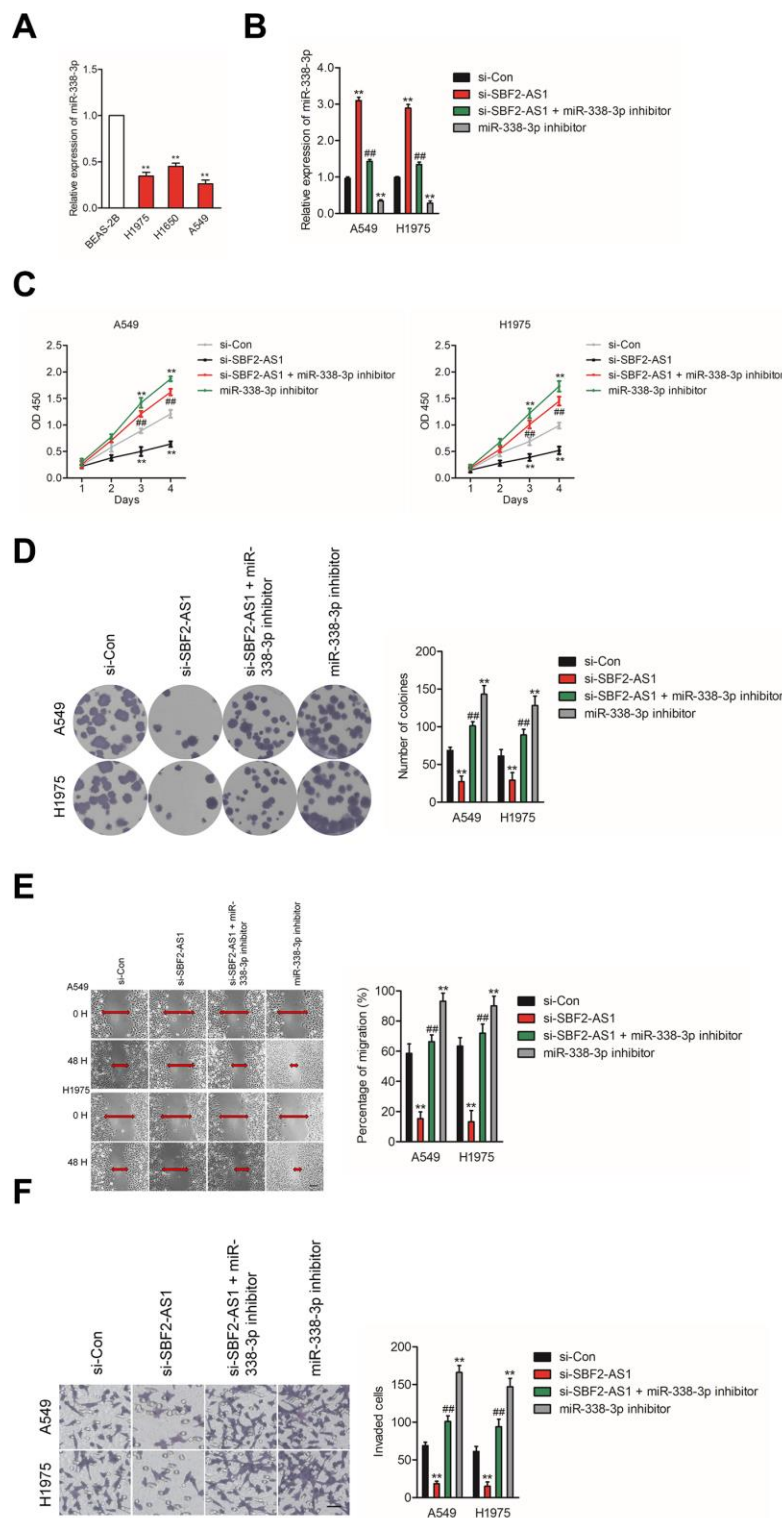 A
Relative expression of miR-338-3p
1.5
1.0
0.5
0.0
** ** **
BEAS-2B H1975 H1650 A549
B
Relative expression of miR-338-3p
4.0
3.0
2.0
1.0
0.0
** ## ** ** ## **
A549 H1975
si-Con
si-SBF2-AS1
si-SBF2-AS1 + miR-338-3p inhibitor
miR-338-3p inhibitor
C
A549
OD 450
2.5
2.0
1.5
1.0
0.5
0.0
** **
## ##
** **
1 2 3 4
Days
si-Con
si-SBF2-AS1
si-SBF2-AS1 + miR-338-3p inhibitor
miR-338-3p inhibitor
H1975
OD 450
2.5
2.0
1.5
1.0
0.5
0.0
** **
## ##
** **
1 2 3 4
Days
si-Con
si-SBF2-AS1
si-SBF2-AS1 + miR-338-3p inhibitor
miR-338-3p inhibitor
D
si-Con
si-SBF2-AS1
si-SBF2-AS1 + miR-
338-3p inhibitor
miR-338-3p inhibitor
A549
H1975
Number of coloines
200
150
100
50
0
** ## ** ** ## **
A549 H1975
si-Con
si-SBF2-AS1
si-SBF2-AS1 + miR-338-3p inhibitor
miR-338-3p inhibitor
E
si-Con
si-SBF2-AS1
si-SBF2-AS1 + miR-
338-3p inhibitor
miR-338-3p inhibitor
A549
0 H
48 H
H1975
0 H
48 H
Percentage of migration (%)
100
80
60
40
20
0
** ## ** ** ## **
A549 H1975
si-Con
si-SBF2-AS1
si-SBF2-AS1 + miR-338-3p inhibitor
miR-338-3p inhibitor
F
si-Con
si-SBF2-AS1
si-SBF2-AS1 + miR-
338-3p inhibitor
miR-338-3p inhibitor
A549
H1975
Invaded cells
200
150
100
50
0
** ## ** ** ## **
A549 H1975
si-Con
si-SBF2-AS1
si-SBF2-AS1 + miR-338-3p inhibitor
miR-338-3p inhibitor